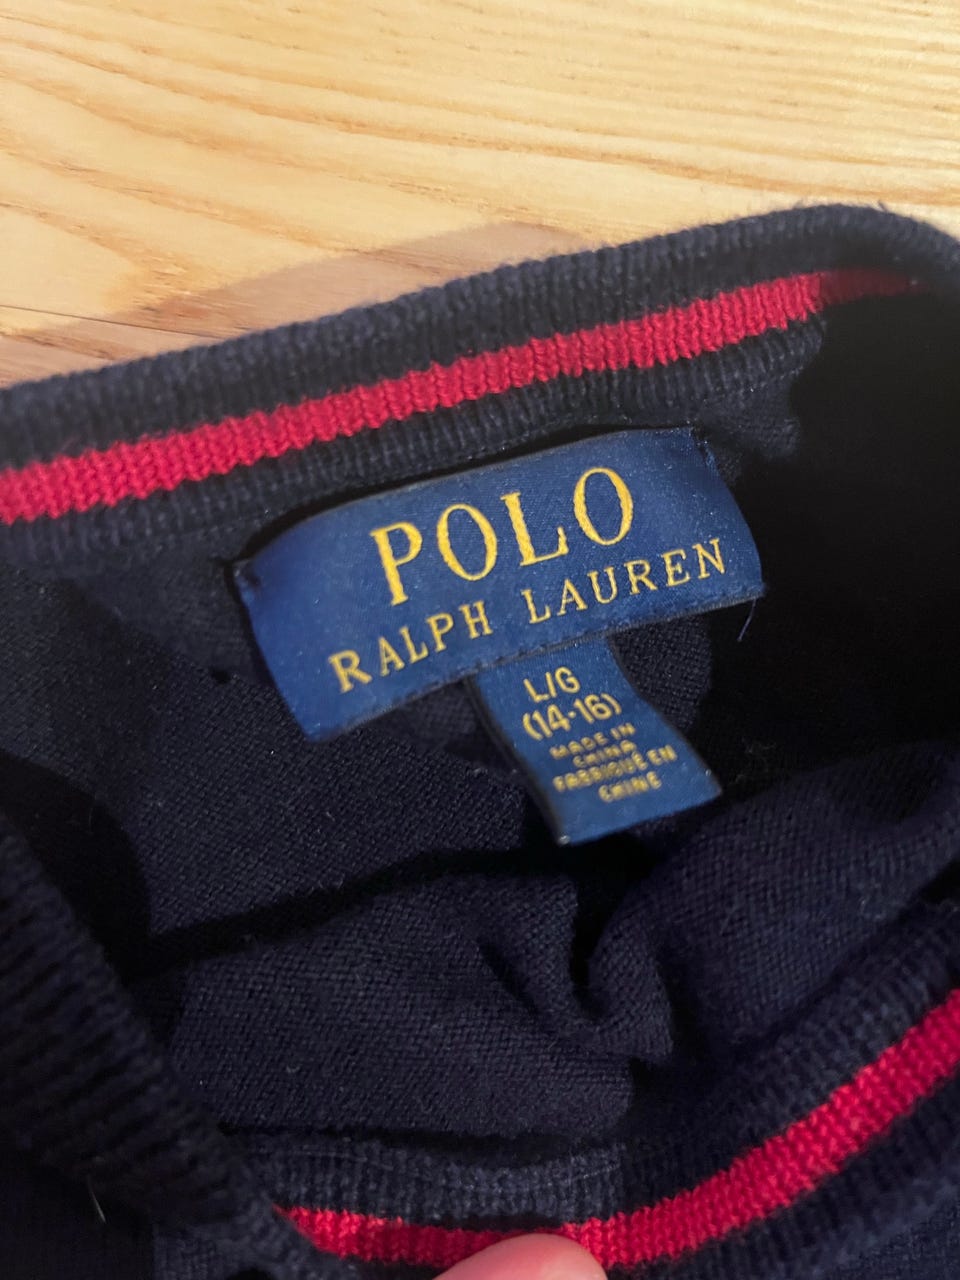 POLO
RALPH LAUREN
L/G
(14-16)
MADE IN
CHINA
FABRIQUÉ EN
CHINE